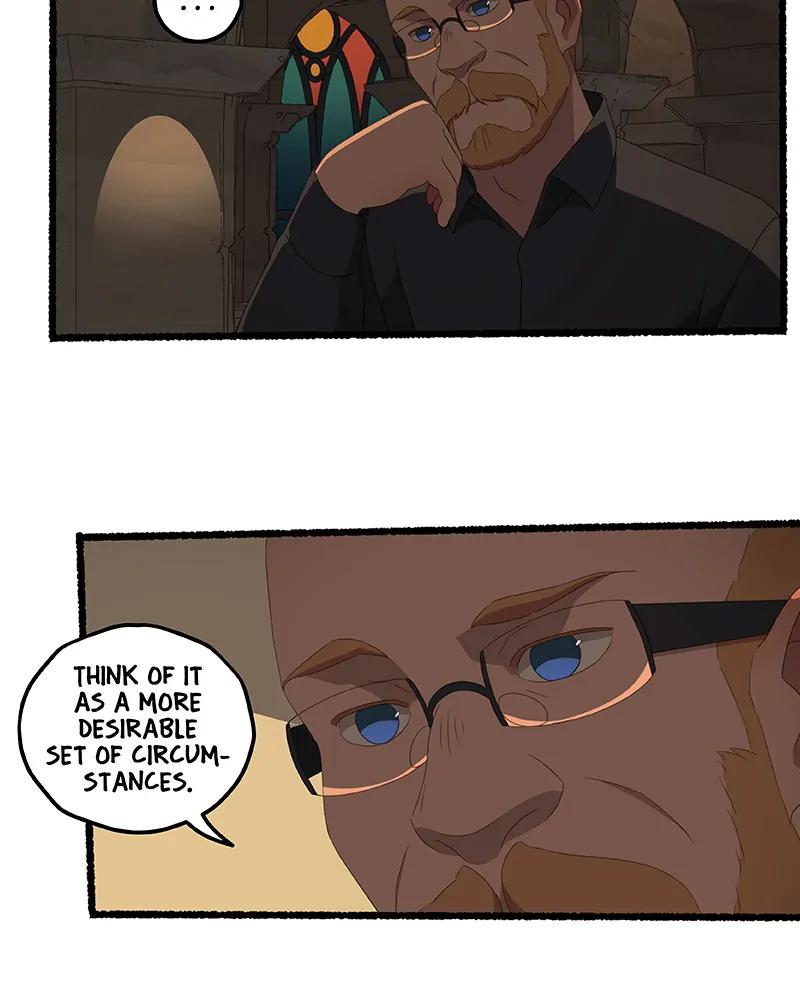 ...
THINK OF IT
AS A MORE
DESIRABLE
SET OF CIRCUM-
STANCES.